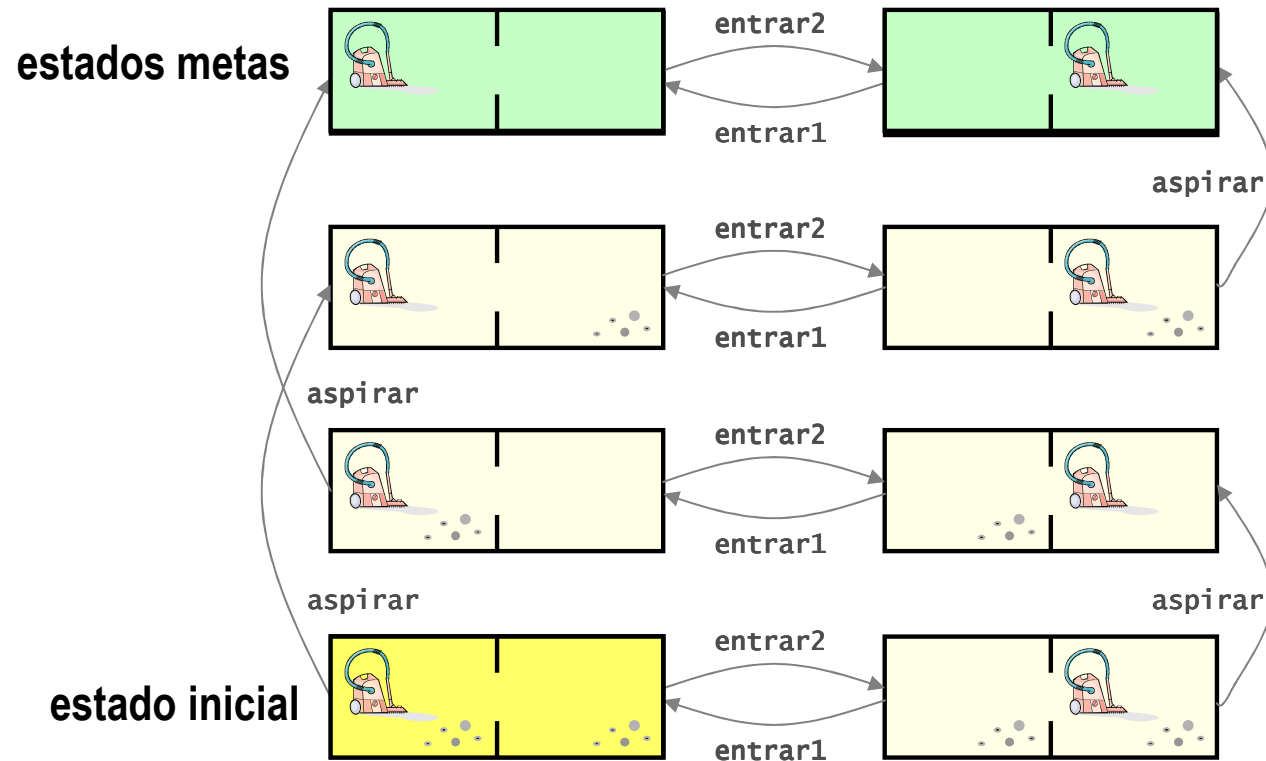 entrar2
estados metas
entrar1
aspirar
entrar2
entrar1
aspirar
entrar2
entrar1
aspirar
aspirar
entrar2
estado inicial
entrar1